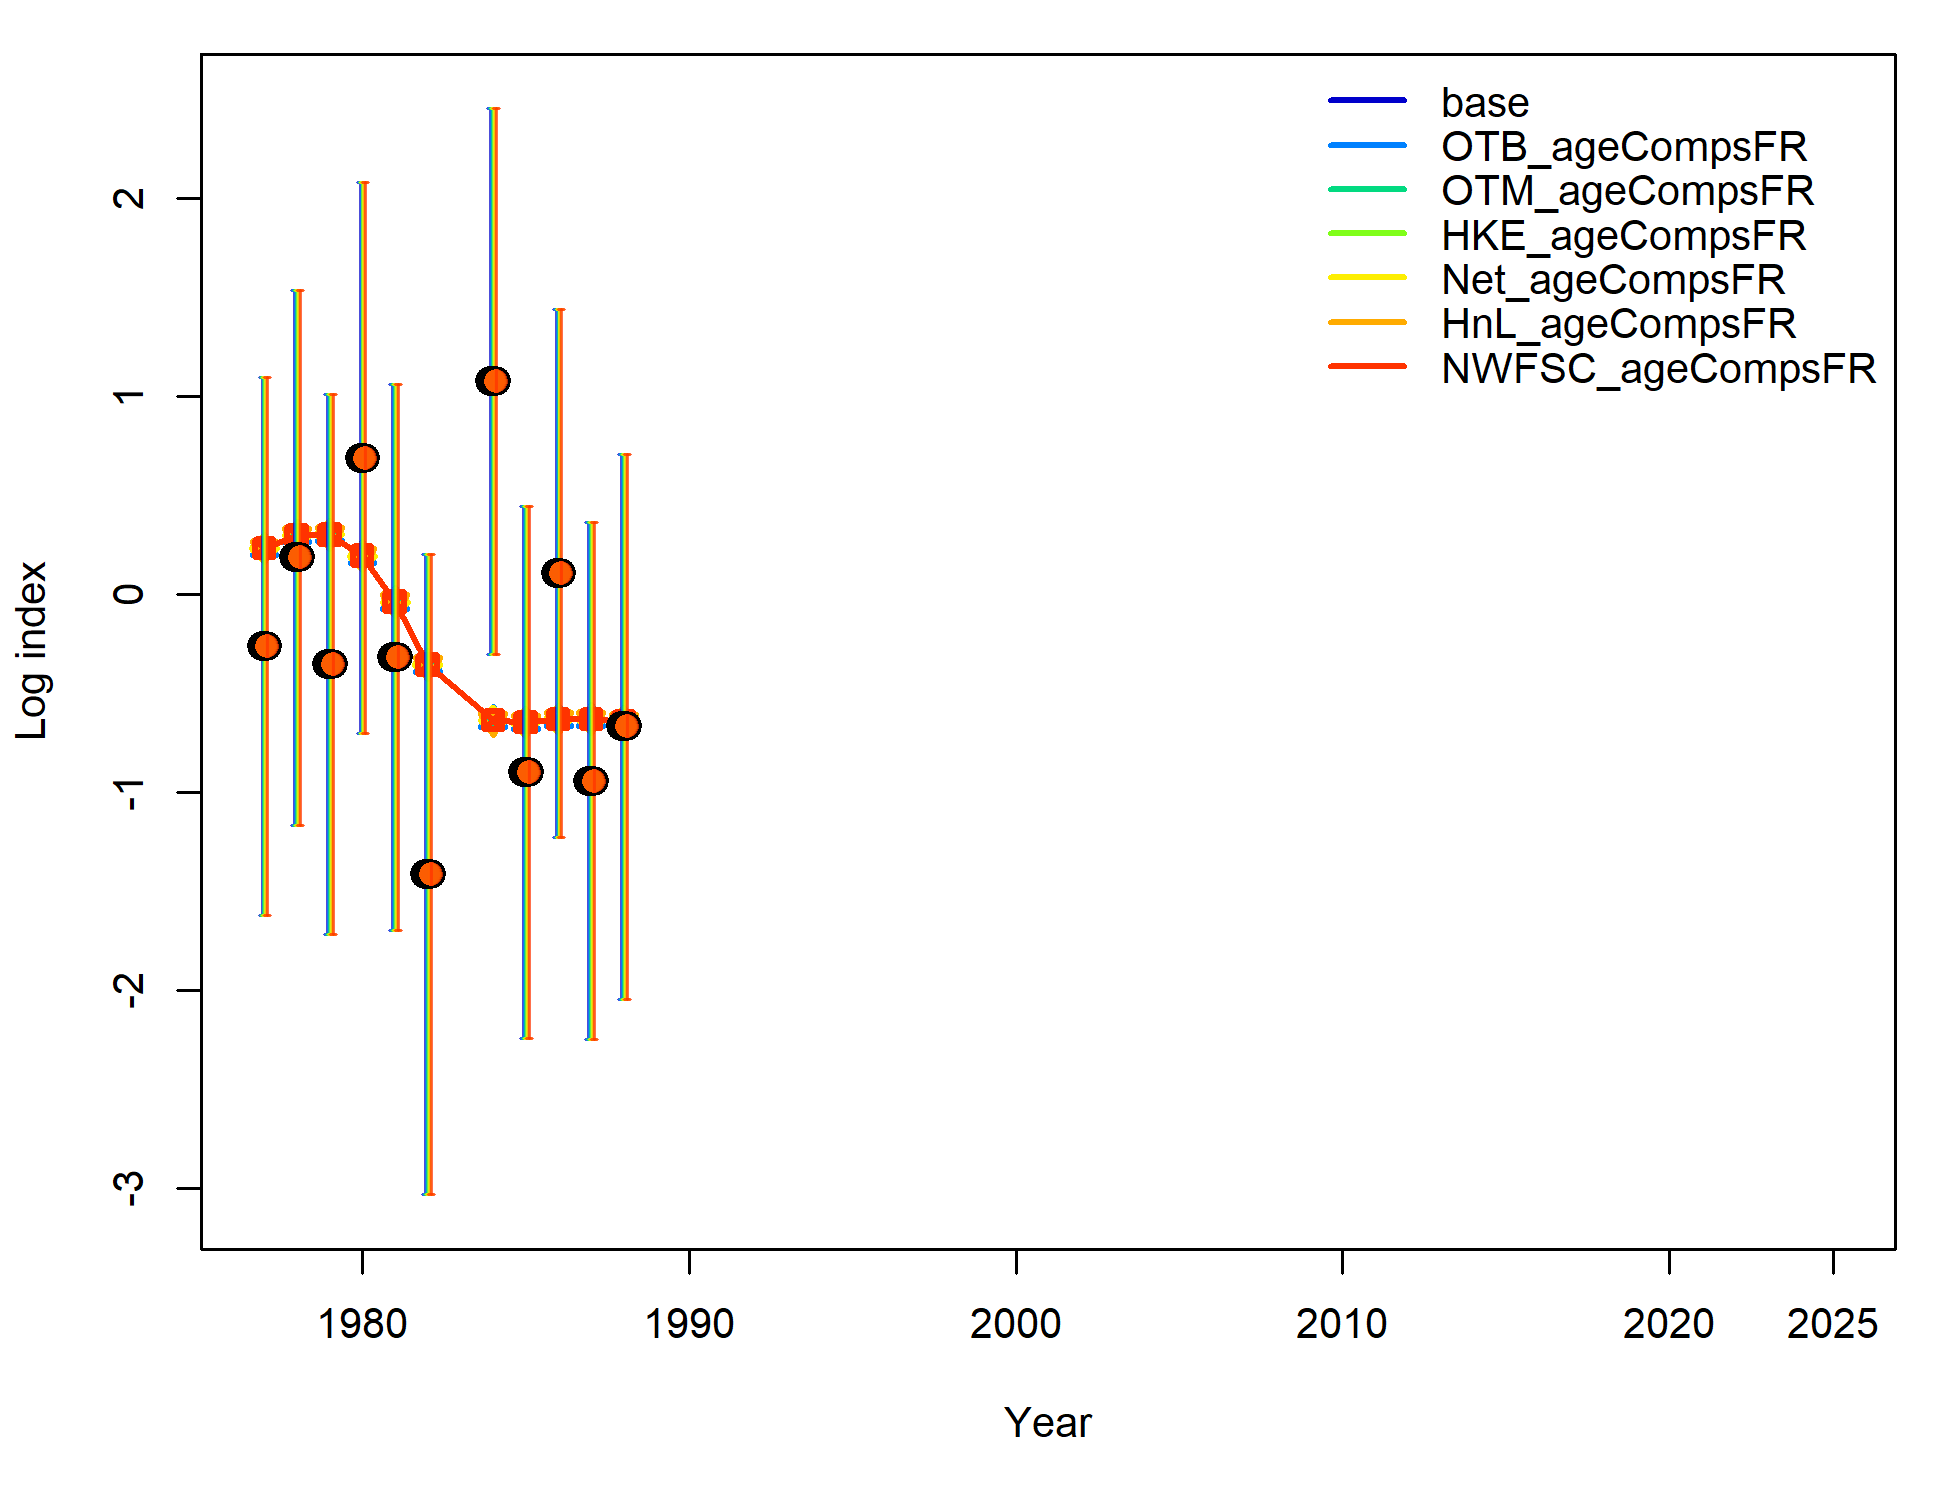 base
OTB_ageCompsFR
OTM_ageCompsFR
HKE_ageCompsFR
Net_ageCompsFR
HnL_ageCompsFR
NWFSC_ageCompsFR
Log index
2
1
0
-1
-2
-3
1980 1990 2000 2010 2020 2025
Year